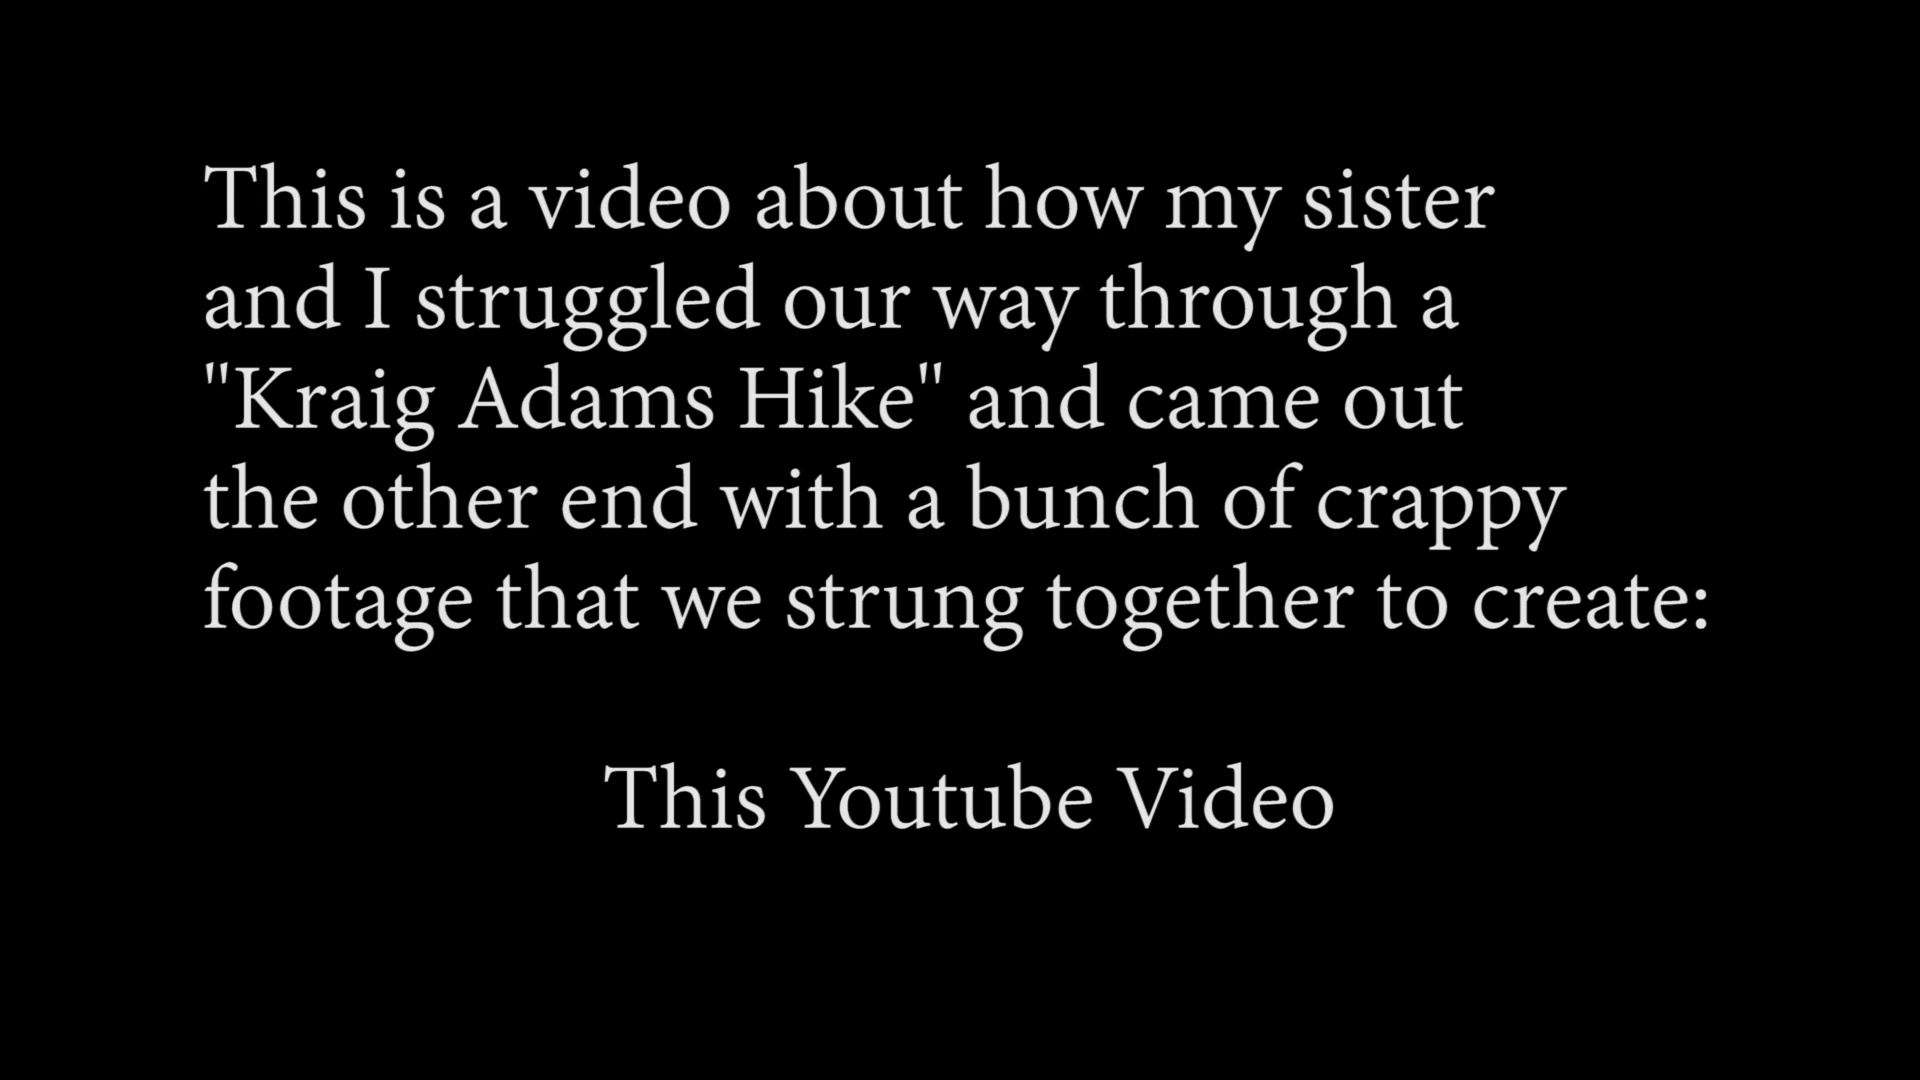 This is a video about how my sister
and I struggled our way through a
"Kraig Adams Hike" and came out
the other end with a bunch of crappy
footage that we strung together to create:
This Youtube Video